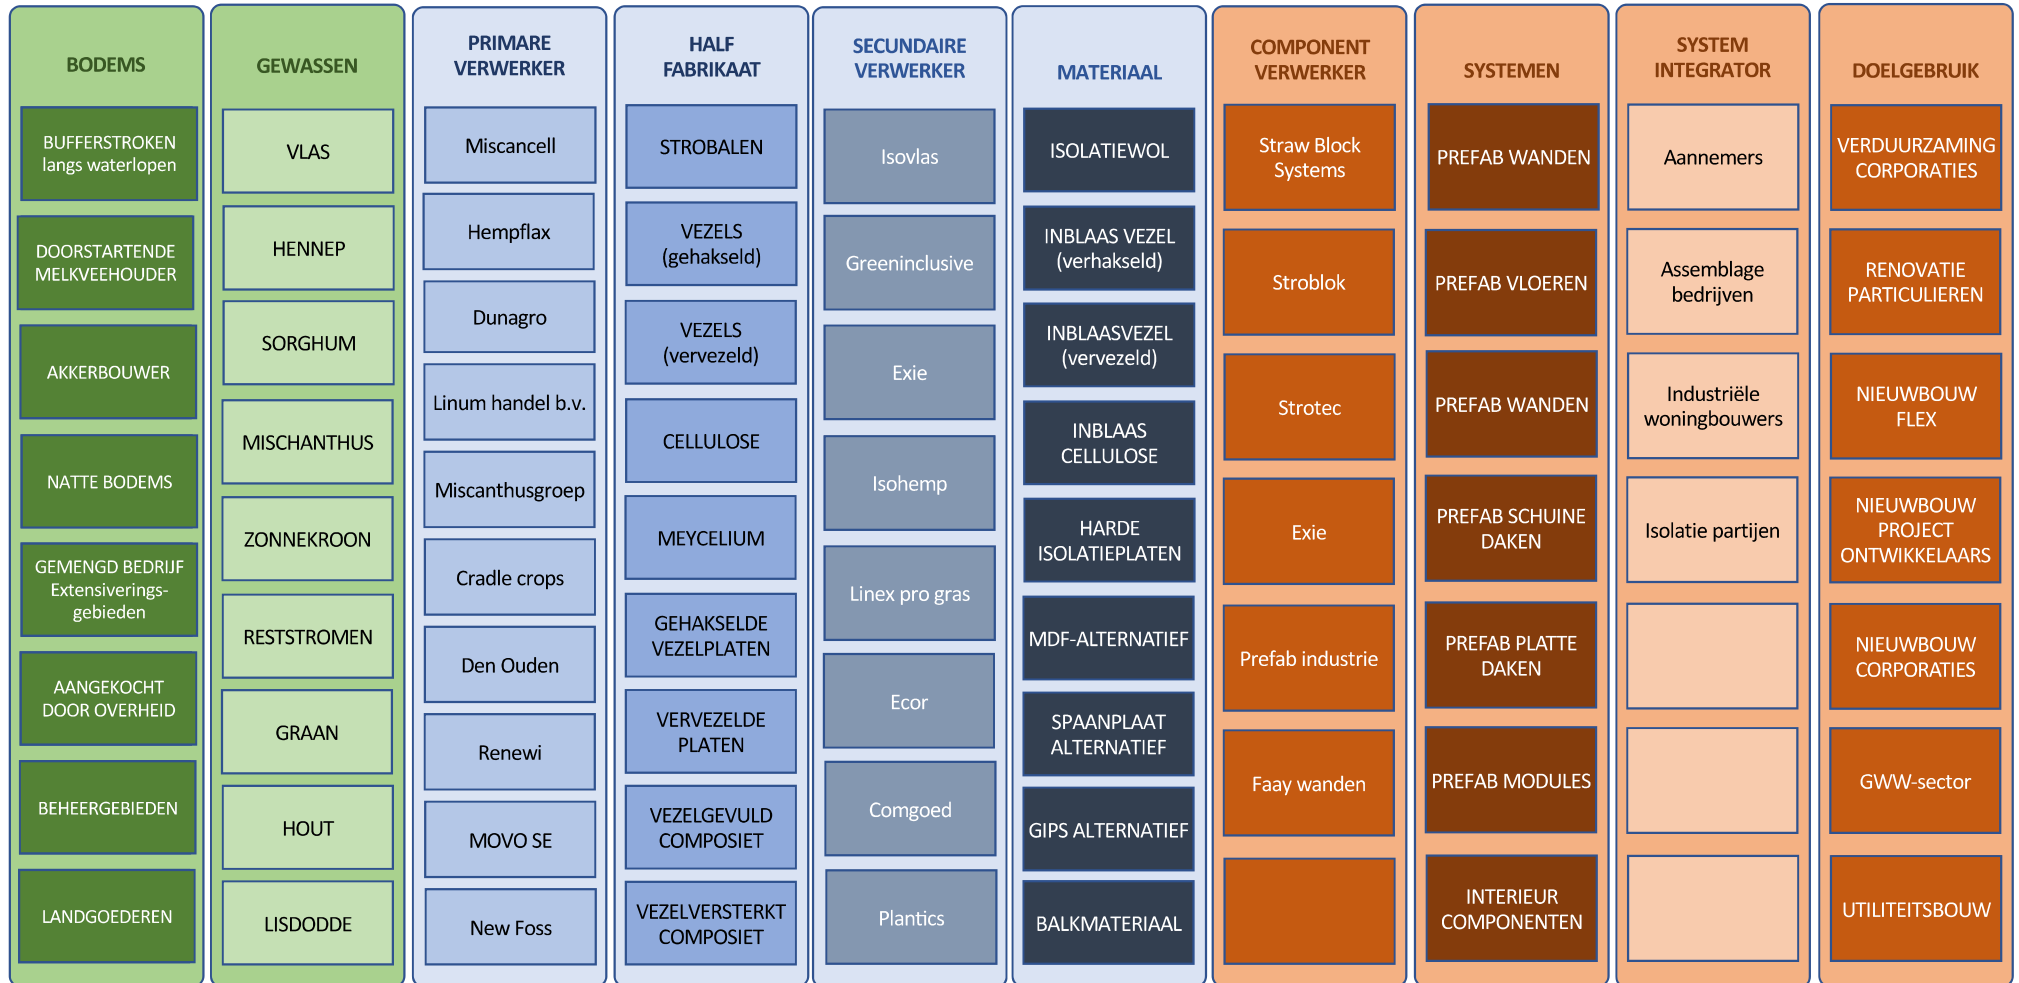 BODEMS
BUFFERSTROKEN
langs waterlopen
DOORSTARTENDE
MELKVEEHOUDER
AKKERBOUWER
NATTE BODEMS
GEMENGD BEDRIJF
Extensiverings-
gebieden
AANGEKOCHT
DOOR OVERHEID
BEHEERGEBIEDEN
LANDGOEDEREN
GEWASSEN
VLAS
HENNEP
SORGHUM
MISCHANTHUS
ZONNEKROON
RESTSTROMEN
GRAAN
HOUT
LISDODDE
PRIMARE
VERWERKER
Miscancell
Hempflax
Dunagro
Linum handel b.v.
Miscanthusgroep
Cradle crops
Den Ouden
Renewi
MOVO SE
New Foss
HALF
FABRIKAAT
STROBALEN
VEZELS
(gehakseld)
VEZELS
(vervezeld)
CELLULOSE
MEYCELIUM
GEHAKSELDE
VEZELPLATEN
VERVEZELDE
PLATEN
VEZELGEVULD
COMPOSIET
VEZELVERSTERKT
COMPOSIET
SECUNDAIRE
VERWERKER
Isovlas
Greeninclusive
Exie
Isohemp
Linex pro gras
Ecor
Comgoed
Plantics
MATERIAAL
ISOLATIEWOL
INBLAAS VEZEL
(verhakseld)
INBLAASVEZEL
(vervezeld)
INBLAAS
CELLULOSE
HARDE
ISOLATIEPLATEN
MDF-ALTERNATIEF
SPAANPLAAT
ALTERNATIEF
GIPS ALTERNATIEF
BALKMATERIAAL
COMPONENT
VERWERKER
Straw Block
Systems
Stroblok
Strotec
Exie
Prefab industrie
Faay wanden
SYSTEMEN
PREFAB WANDEN
PREFAB VLOEREN
PREFAB WANDEN
PREFAB SCHUINE
DAKEN
PREFAB PLATTE
DAKEN
PREFAB MODULES
INTERIEUR
COMPONENTEN
SYSTEM
INTEGRATOR
Aannemers
Assemblage
bedrijven
Industriële
woningbouwers
Isolatie partijen
DOELGEBRUIK
VERDUURZAMING
CORPORATIES
RENOVATIE
PARTICULIEREN
NIEUWBOUW
FLEX
NIEUWBOUW
PROJECT
ONTWIKKELAARS
NIEUWBOUW
CORPORATIES
GWW-sector
UTILITEITSBOUW